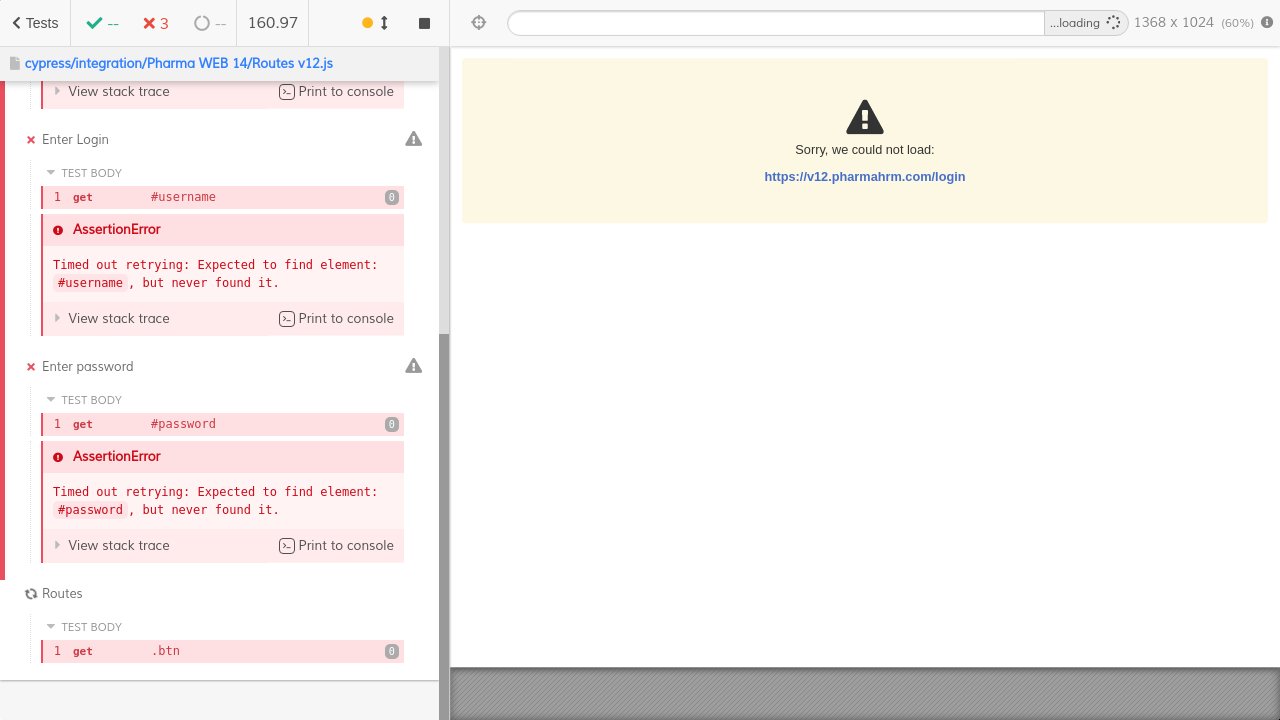 Tests
--
3
--
160.97
...loading
1368 x 1024 (60%)
cypress/integration/Pharma WEB 14/Routes v12.js
View stack trace
Print to console
Enter Login
TEST BODY
1 get #username 0
AssertionError
Timed out retrying: Expected to find element:
#username, but never found it.
View stack trace
Print to console
Enter password
TEST BODY
1 get #password 0
AssertionError
Timed out retrying: Expected to find element:
#password, but never found it.
View stack trace
Print to console
Routes
TEST BODY
1 get .btn 0
Sorry, we could not load:
https://v12.pharmahrm.com/login